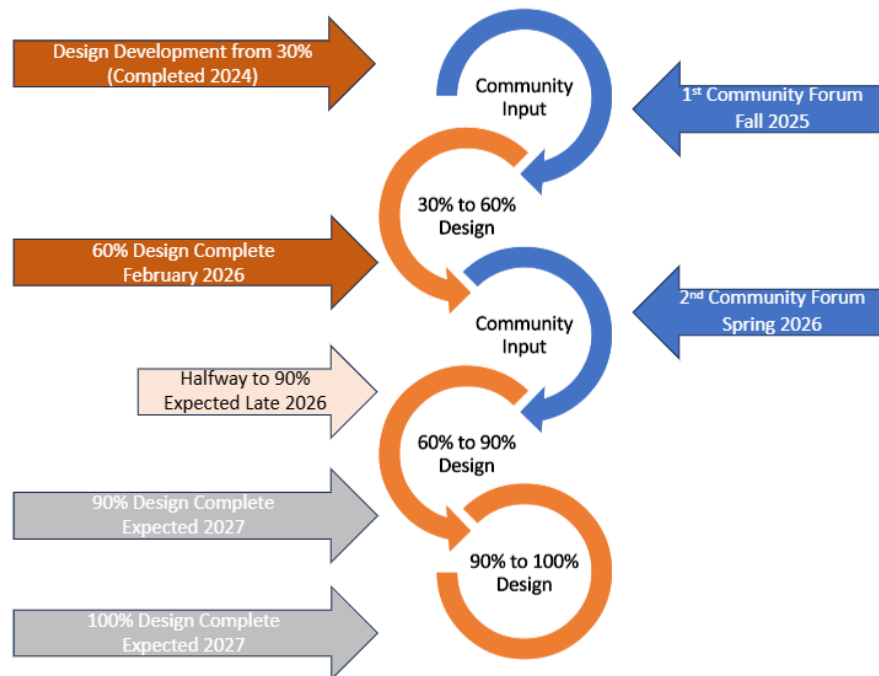 Design Development from 30%
(Completed 2024)
Community
Input
1st Community Forum
Fall 2025
30% to 60%
Design
60% Design Complete
February 2026
Community
Input
2nd Community Forum
Spring 2026
Halfway to 90%
Expected Late 2026
60% to 90%
Design
90% Design Complete
Expected 2027
90% to 100%
Design
100% Design Complete
Expected 2027